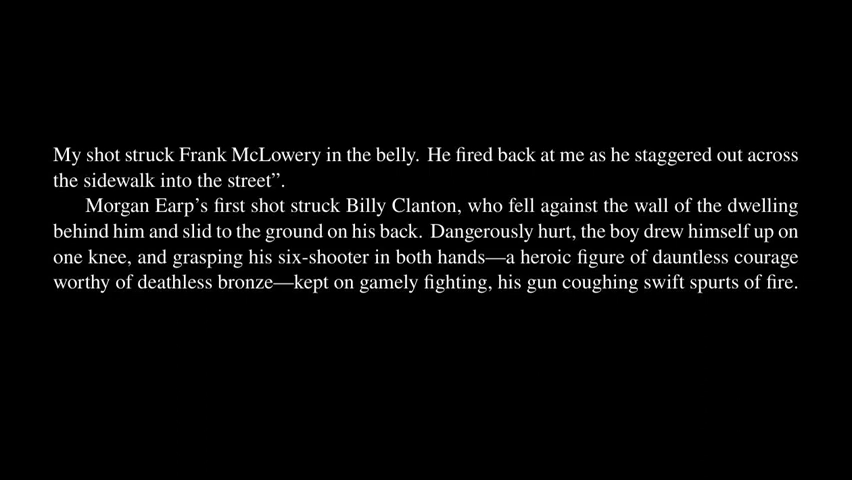 My shot struck Frank McLowery in the belly. He fired back at me as he staggered out across
the sidewalk into the street”.
Morgan Earp’s first shot struck Billy Clanton, who fell against the wall of the dwelling
behind him and slid to the ground on his back. Dangerously hurt, the boy drew himself up on
one knee, and grasping his six-shooter in both hands—a heroic figure of dauntless courage
worthy of deathless bronze—kept on gamely fighting, his gun coughing swift spurts of fire.